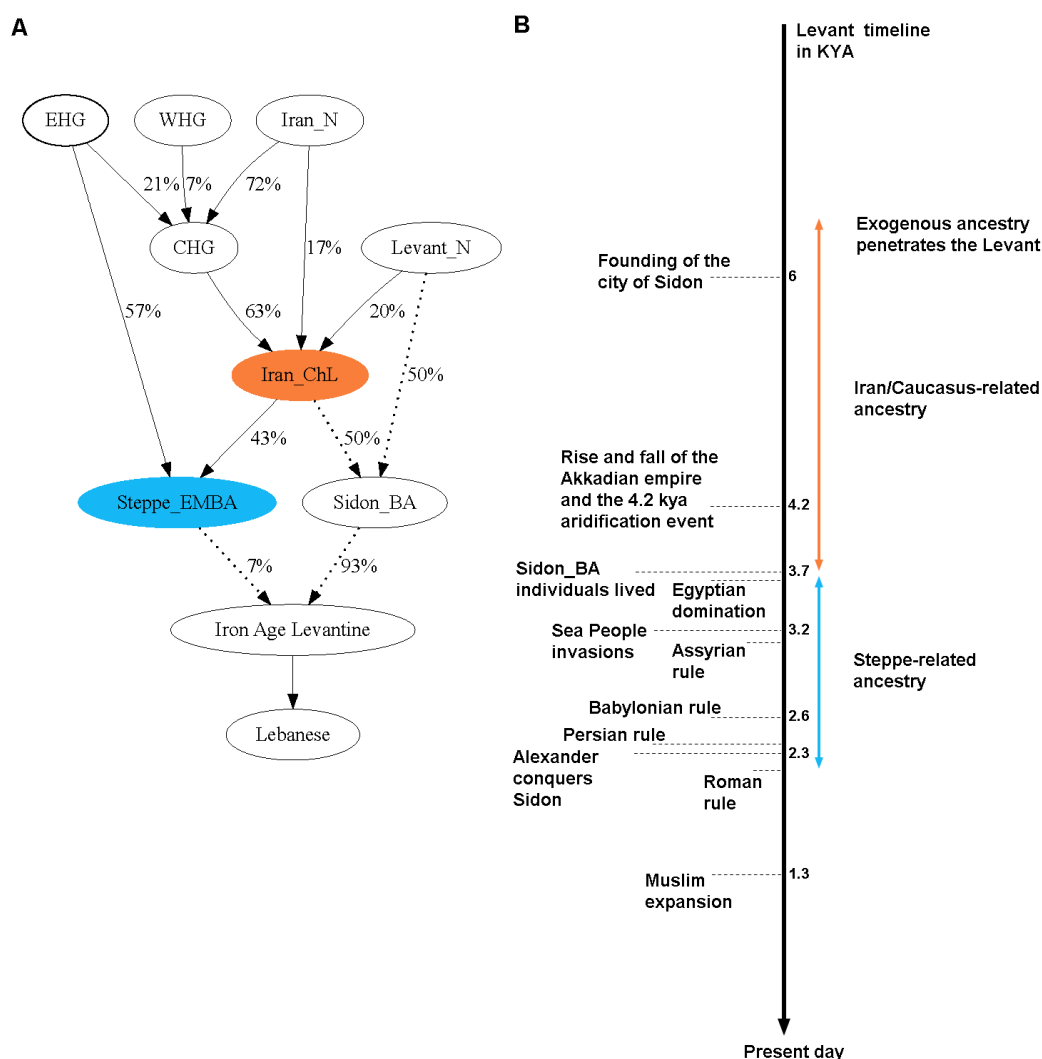 A
EHG
WHG
Iran_N
21%
7%
72%
CHG
17%
Levant_N
57%
63%
20%
Iran_ChL
50%
43%
50%
Steppe_EMBA
Sidon_BA
7%
93%
Iron Age Levantine
Lebanese
B
Levant timeline
in KYA
Exogenous ancestry
penetrates the Levant
Founding of the
city of Sidon
6
Iran/Caucasus-related
ancestry
Rise and fall of the
Akkadian empire
and the 4.2 kya
aridification event
4.2
Sidon_BA
individuals lived
3.7
Egyptian
domination
Sea People
invasions
3.2
Assyrian
rule
Steppe-related
ancestry
Babylonian rule
2.6
Persian rule
2.3
Alexander
conquers
Sidon
Roman
rule
1.3
Muslim
expansion
Present day